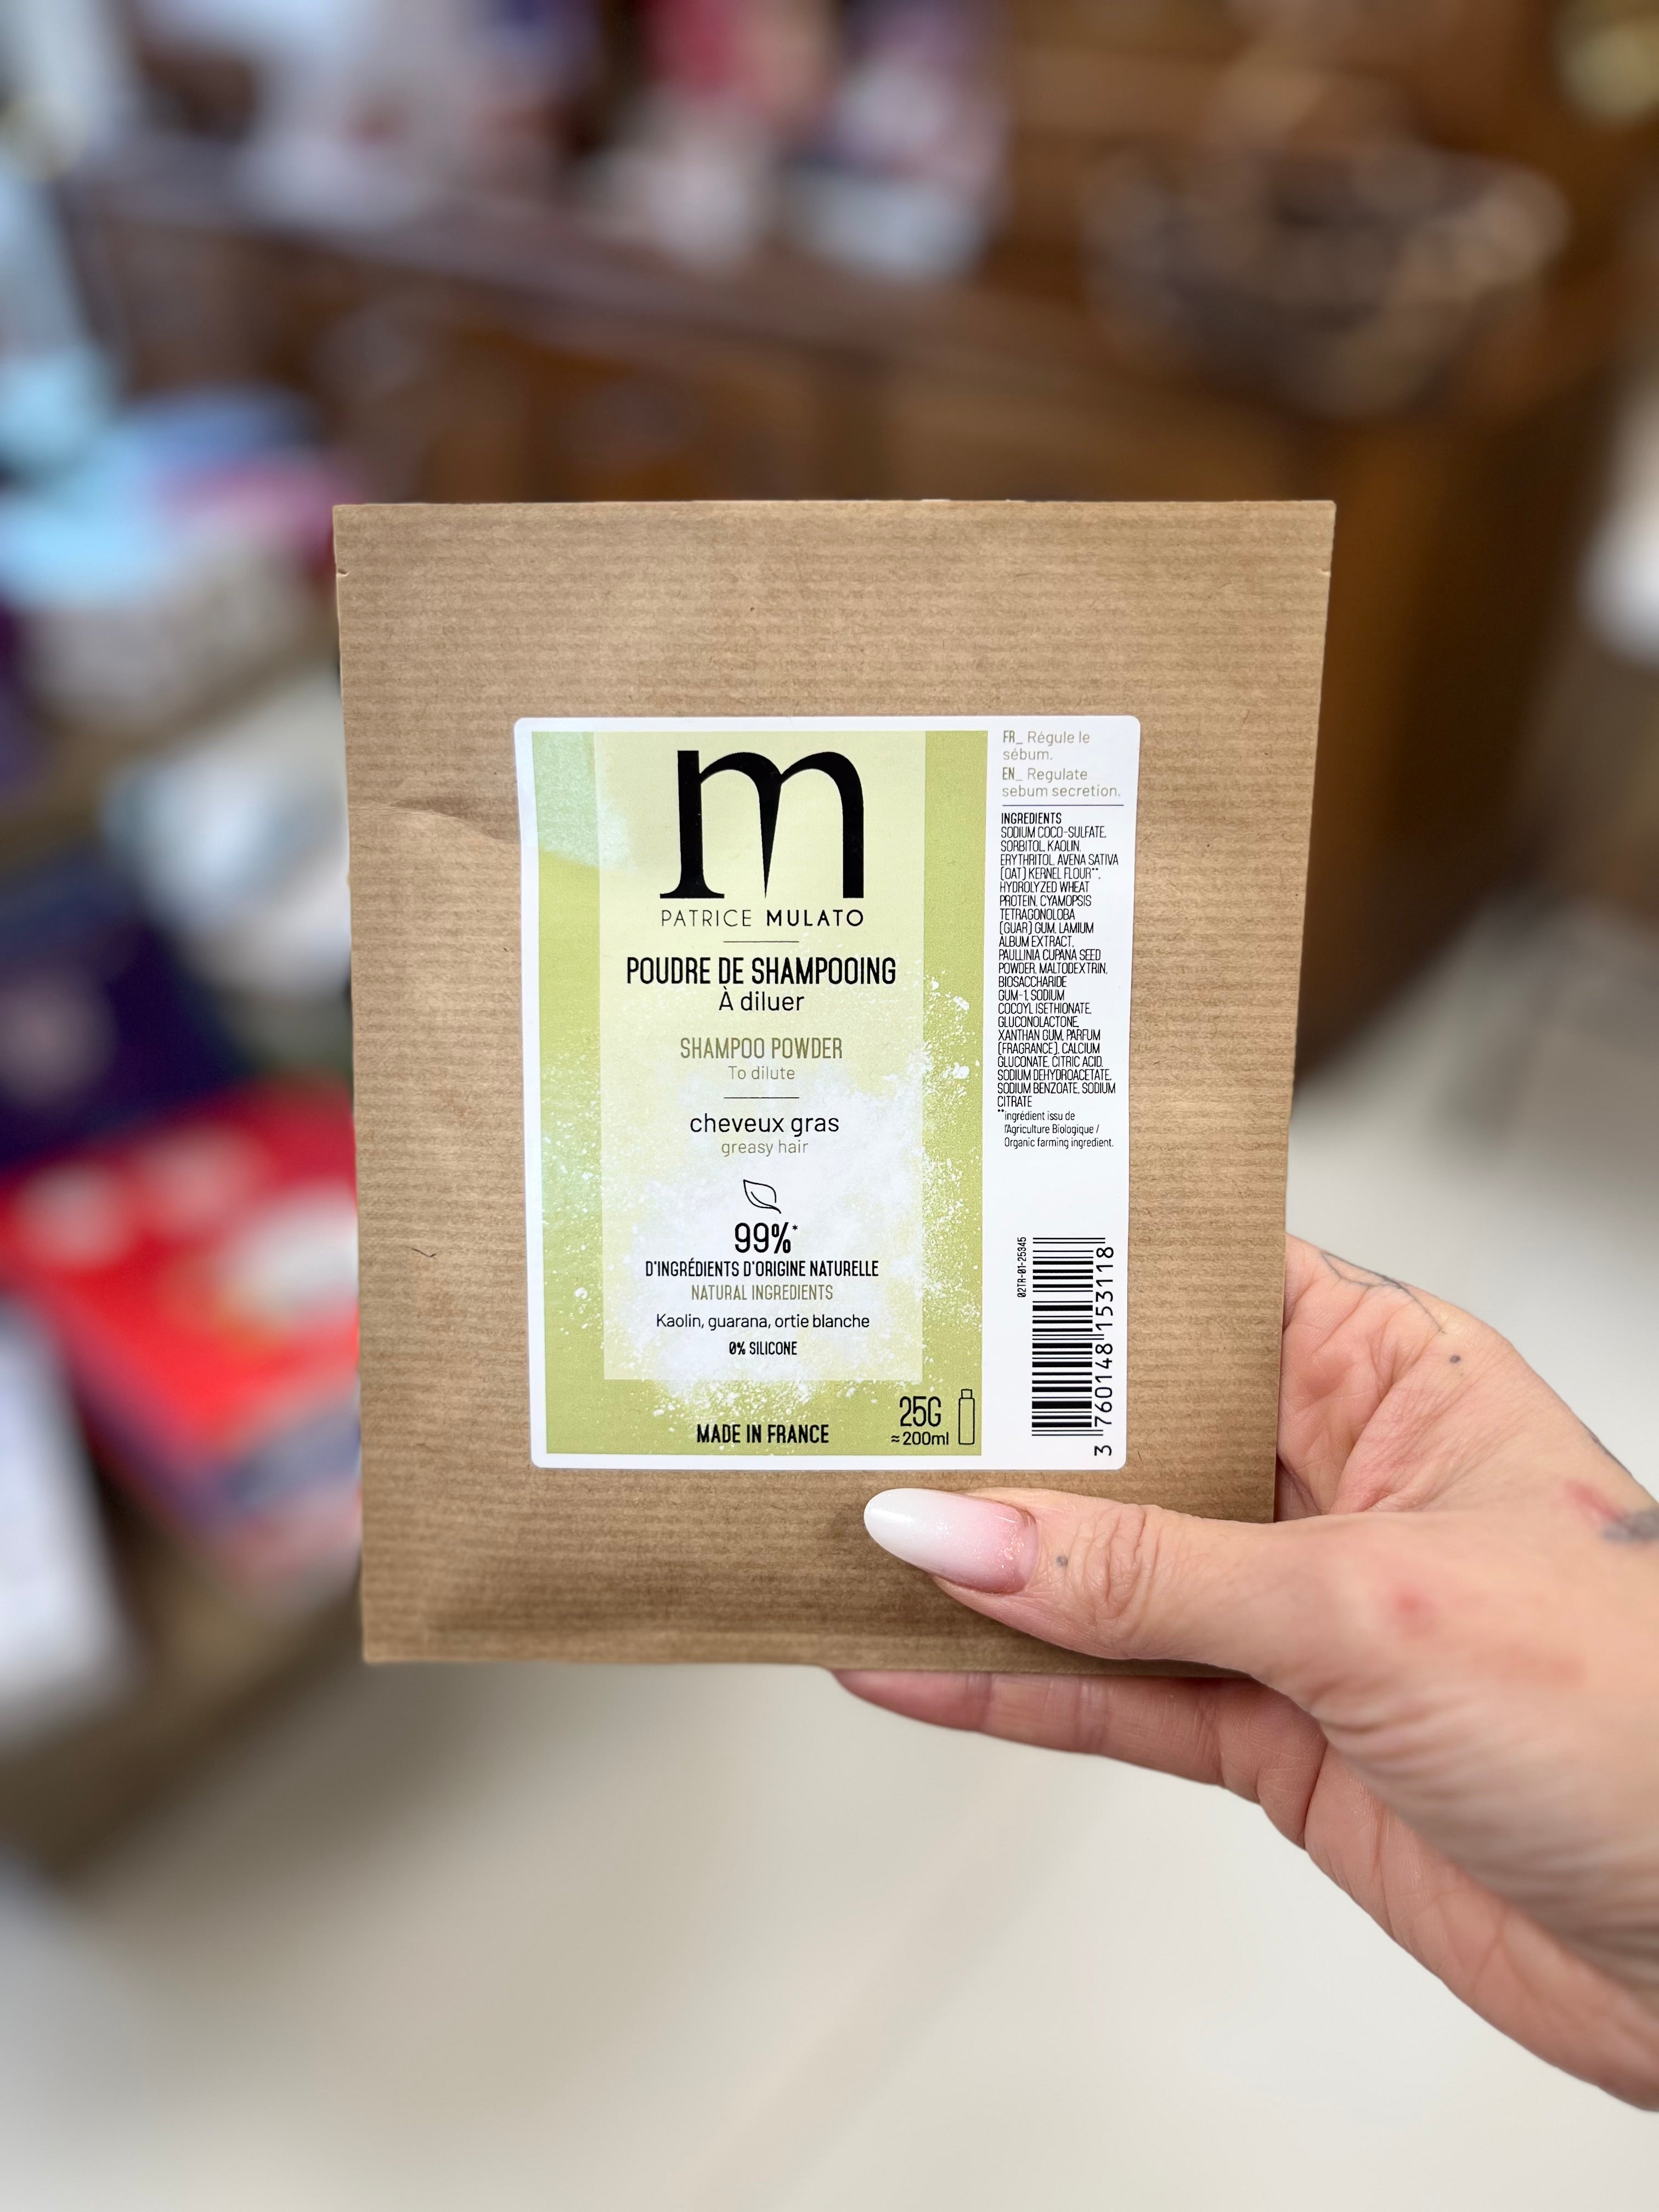 m
PATRICE MULATO
POUDRE DE SHAMPOOING
À diluer
SHAMPOO POWDER
To dilute
cheveux gras
greasy hair
99%*
D'INGRÉDIENTS D'ORIGINE NATURELLE
NATURAL INGREDIENTS
Kaolin, guarana, ortie blanche
0% SILICONE
MADE IN FRANCE
25G
≈200ml
FR_ Régule le
sébum.
EN_ Regulate
sebum secretion.
INGREDIENTS
SODIUM COCO-SULFATE,
SORBITOL, KAOLIN,
ERYTHRITOL, AVENA SATIVA
(OAT) KERNEL FLOUR**,
HYDROLYZED WHEAT
PROTEIN, CYAMOPSIS
TETRAGONOLOBA
(GUAR) GUM, LAMIUM
ALBUM EXTRACT,
PAULLINIA CUPANA SEED
POWDER, MALTODEXTRIN,
BIOSACCHARIDE
GUM-1, SODIUM
COCOYL ISETHIONATE,
GLUCONOLACTONE,
XANTHAN GUM, PARFUM
(FRAGRANCE), CALCIUM
GLUCONATE, CITRIC ACID,
SODIUM DEHYDROACETATE,
SODIUM BENZOATE, SODIUM
CITRATE
**ingrédient issu de
l'Agriculture Biologique /
Organic farming ingredient.
02TR-01-25345
3 760148 153118